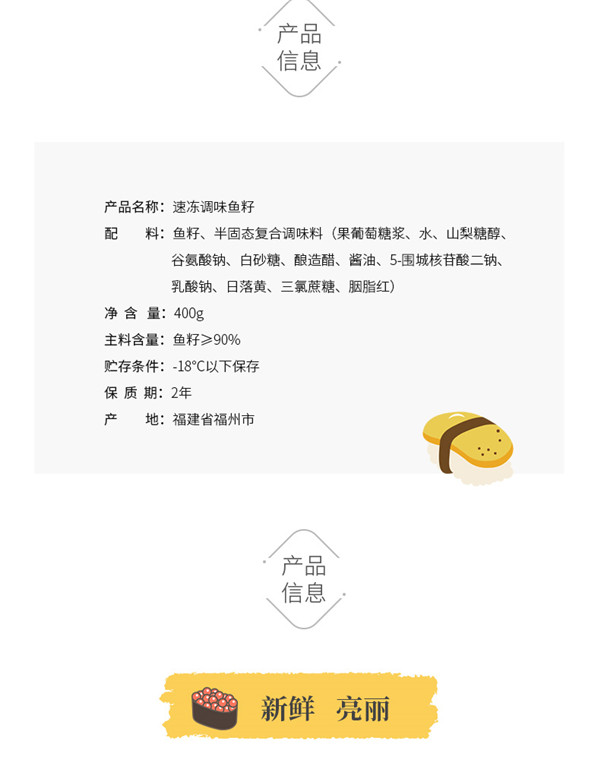 产品
信息
产品名称：速冻调味鱼籽
配　　料：鱼籽、半固态复合调味料（果葡萄糖浆、水、山梨糖醇、
谷氨酸钠、白砂糖、酿造醋、酱油、5-围城核苷酸二钠、
乳酸钠、日落黄、三氯蔗糖、胭脂红）
净 含 量：400g
主料含量：鱼籽≥90%
贮存条件：-18℃以下保存
保 质 期：2年
产　　地：福建省福州市
产品
信息
新鲜 亮丽